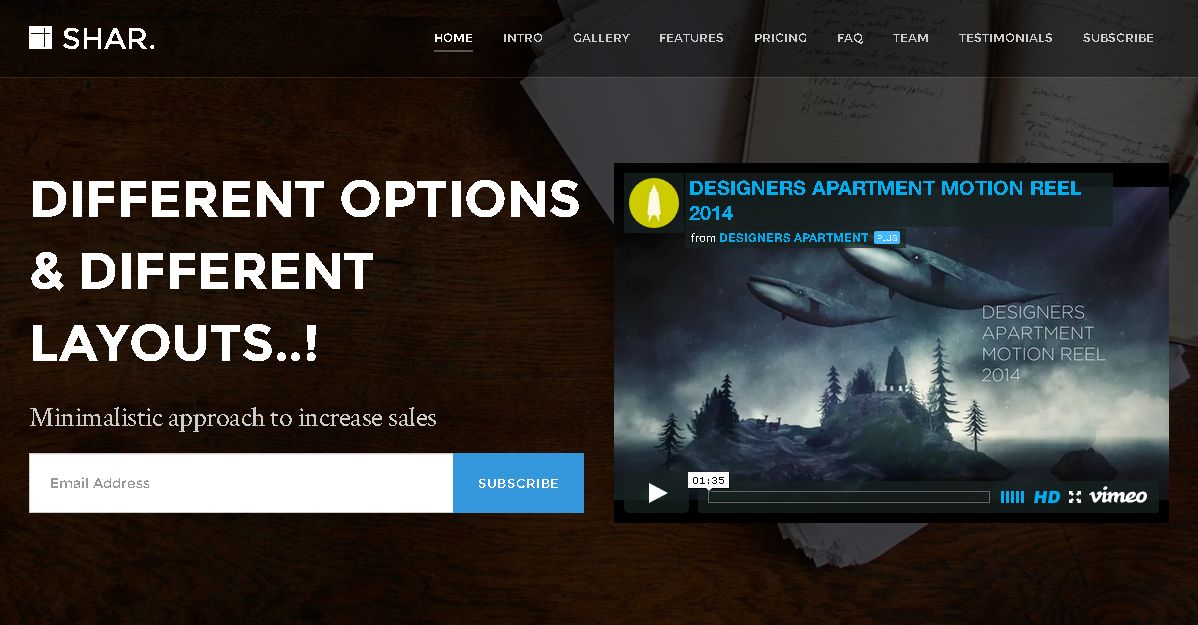 SHAR.
HOME INTRO GALLERY FEATURES PRICING FAQ TEAM TESTIMONIALS SUBSCRIBE
DIFFERENT OPTIONS
& DIFFERENT
LAYOUTS..!
Minimalistic approach to increase sales
Email Address
SUBSCRIBE
DESIGNERS APARTMENT MOTION REEL
2014
from DESIGNERS APARTMENT PLUS
DESIGNERS
APARTMENT
MOTION REEL
2014
01:35
HD vimeo